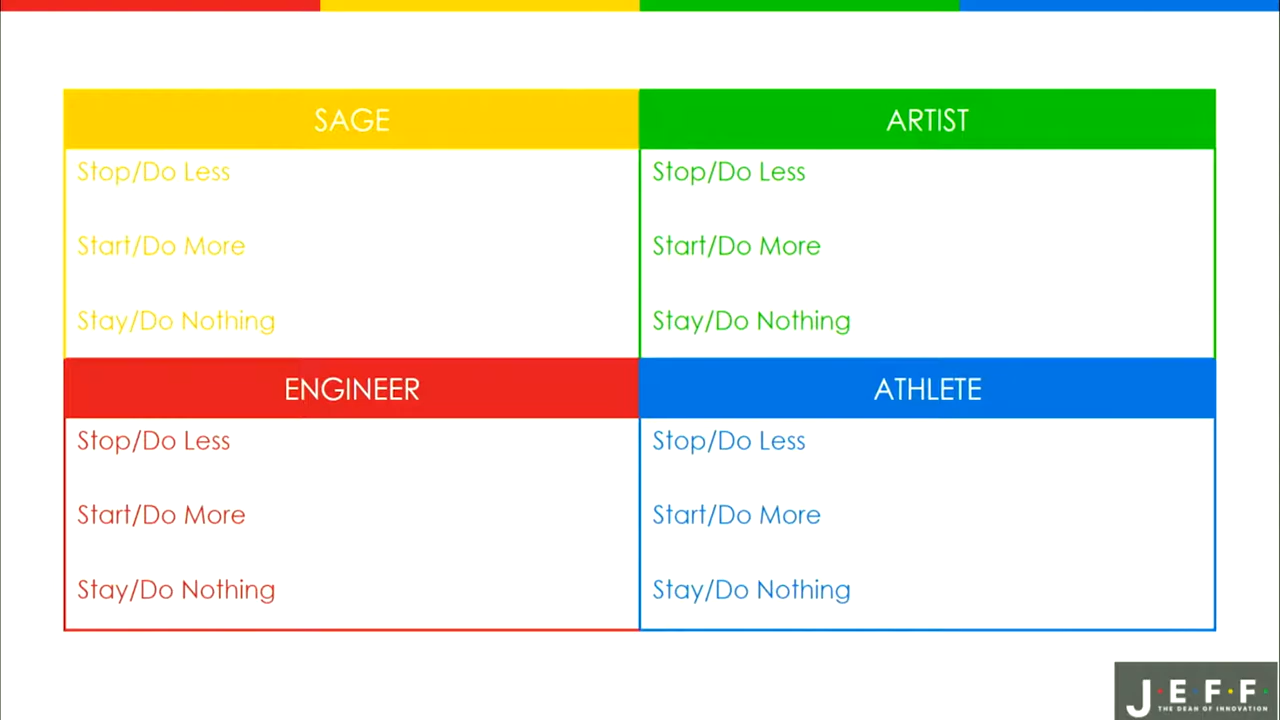 SAGE
Stop/Do Less
Start/Do More
Stay/Do Nothing
ARTIST
Stop/Do Less
Start/Do More
Stay/Do Nothing
ENGINEER
Stop/Do Less
Start/Do More
Stay/Do Nothing
ATHLETE
Stop/Do Less
Start/Do More
Stay/Do Nothing
J·E·F·F·
THE DEAN OF INNOVATION